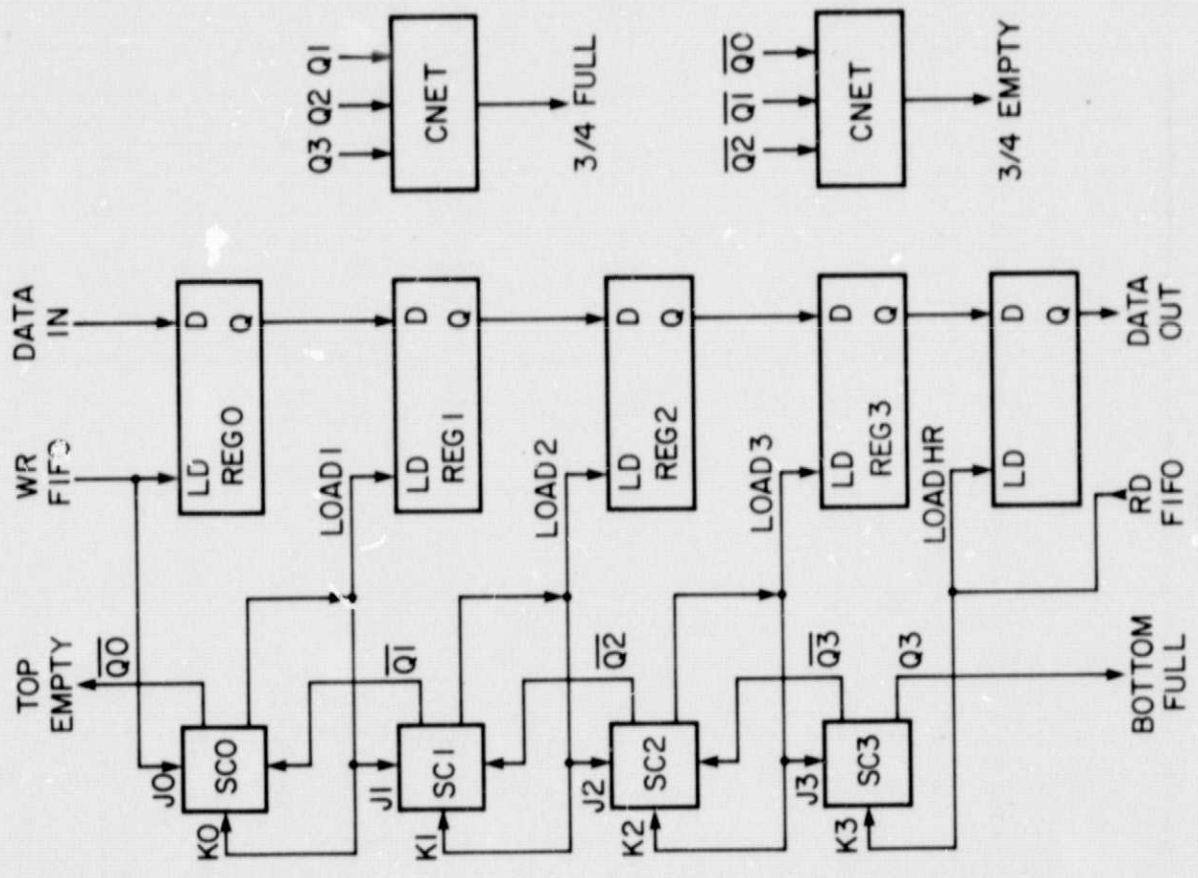 DATA
IN
WR
FIFO
TOP
EMPTY
Q̅0̅
J0
SC0
K0
LD
D
Q
REG0
LOAD1
Q̅1̅
J1
SC1
K1
LD
D
Q
REG1
LOAD2
Q̅2̅
J2
SC2
K2
LD
D
Q
REG2
LOAD3
Q̅3̅
J3
SC3
K3
Q3
LD
D
Q
REG3
LOADHR
LD
D
Q
BOTTOM
FULL
RD
FIFO
DATA
OUT
Q3 Q2 Q1
CNET
3/4 FULL
Q̅2̅ Q̅1̅ Q̅0̅
CNET
3/4 EMPTY